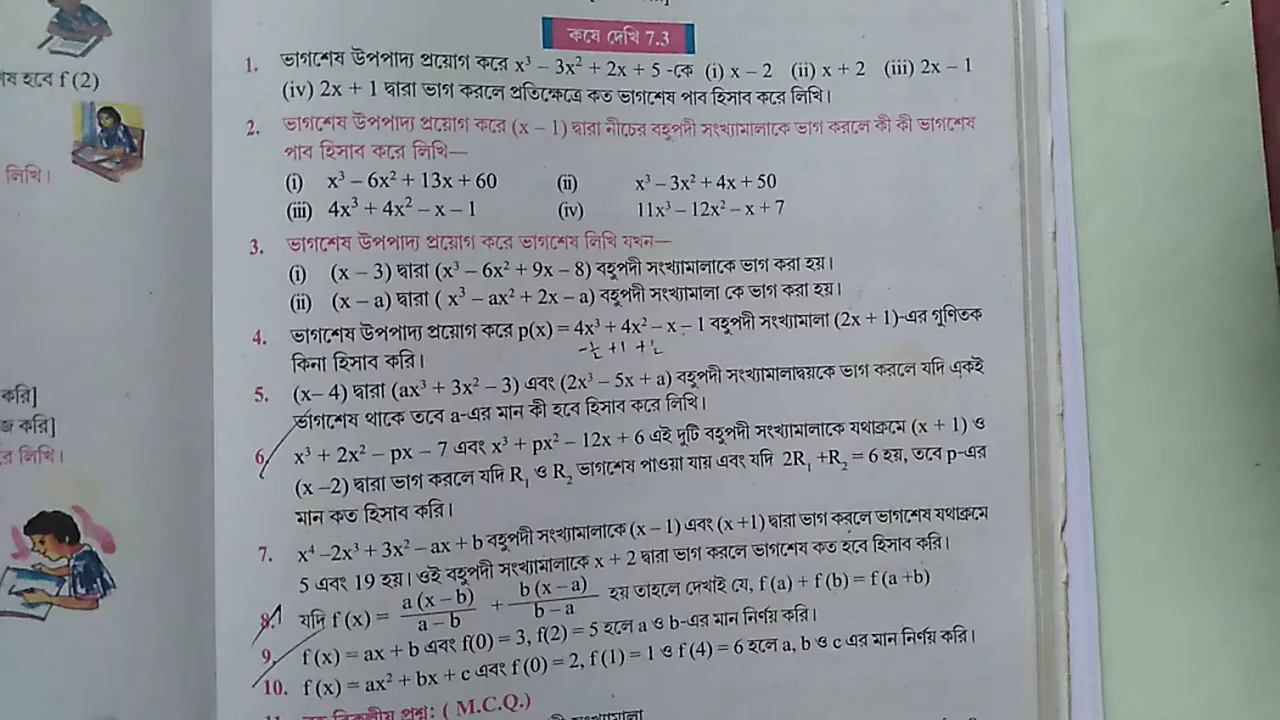 ষ হবে f (2)
লিখি।
করি]
জ করি]
র লিখি।
কষে দেখি 7.3
1. ভাগশেষ উপপাদ্য প্রয়োগ করে x³ – 3x² + 2x + 5 -কে (i) x – 2 (ii) x + 2 (iii) 2x – 1
(iv) 2x + 1 দ্বারা ভাগ করলে প্রতিক্ষেত্রে কত ভাগশেষ পাব হিসাব করে লিখি।
2. ভাগশেষ উপপাদ্য প্রয়োগ করে (x – 1) দ্বারা নীচের বহুপদী সংখ্যামালাকে ভাগ করলে কী কী ভাগশেষ
পাব হিসাব করে লিখি—
(i) x³ – 6x² + 13x + 60 (ii) x³ – 3x² + 4x + 50
(iii) 4x³ + 4x² – x – 1 (iv) 11x³ – 12x² – x + 7
3. ভাগশেষ উপপাদ্য প্রয়োগ করে ভাগশেষ লিখি যখন—
(i) (x – 3) দ্বারা (x³ – 6x² + 9x – 8) বহুপদী সংখ্যামালাকে ভাগ করা হয়।
(ii) (x – a) দ্বারা ( x³ – ax² + 2x – a) বহুপদী সংখ্যামালা কে ভাগ করা হয়।
4. ভাগশেষ উপপাদ্য প্রয়োগ করে p(x) = 4x³ + 4x² – x – 1 বহুপদী সংখ্যামালা (2x + 1)-এর গুণিতক
-½ +1 +½
কিনা হিসাব করি।
5. (x– 4) দ্বারা (ax³ + 3x² – 3) এবং (2x³ – 5x + a) বহুপদী সংখ্যামালাদ্বয়কে ভাগ করলে যদি একই
ভাগশেষ থাকে তবে a-এর মান কী হবে হিসাব করে লিখি।
6. x³ + 2x² – px – 7 এবং x³ + px² – 12x + 6 এই দুটি বহুপদী সংখ্যামালাকে যথাক্রমে (x + 1) ও
(x –2) দ্বারা ভাগ করলে যদি R₁ ও R₂ ভাগশেষ পাওয়া যায় এবং যদি 2R₁ +R₂ = 6 হয়, তবে p-এর
মান কত হিসাব করি।
7. x⁴ –2x³ + 3x² – ax + b বহুপদী সংখ্যামালাকে (x – 1) এবং (x +1) দ্বারা ভাগ করলে ভাগশেষ যথাক্রমে
5 এবং 19 হয়। ওই বহুপদী সংখ্যামালাকে x + 2 দ্বারা ভাগ করলে ভাগশেষ কত হবে হিসাব করি।
8. যদি f (x) = a (x – b)/a – b + b (x – a)/b – a হয় তাহলে দেখাই যে, f (a) + f (b) = f (a +b)
9. f (x) = ax + b এবং f(0) = 3, f(2) = 5 হলে a ও b-এর মান নির্ণয় করি।
10. f (x) = ax² + bx + c এবং f (0) = 2, f (1) = 1 ও f (4) = 6 হলে a, b ও c এর মান নির্ণয় করি।
প্রশ্ন: ( M.C.Q.)